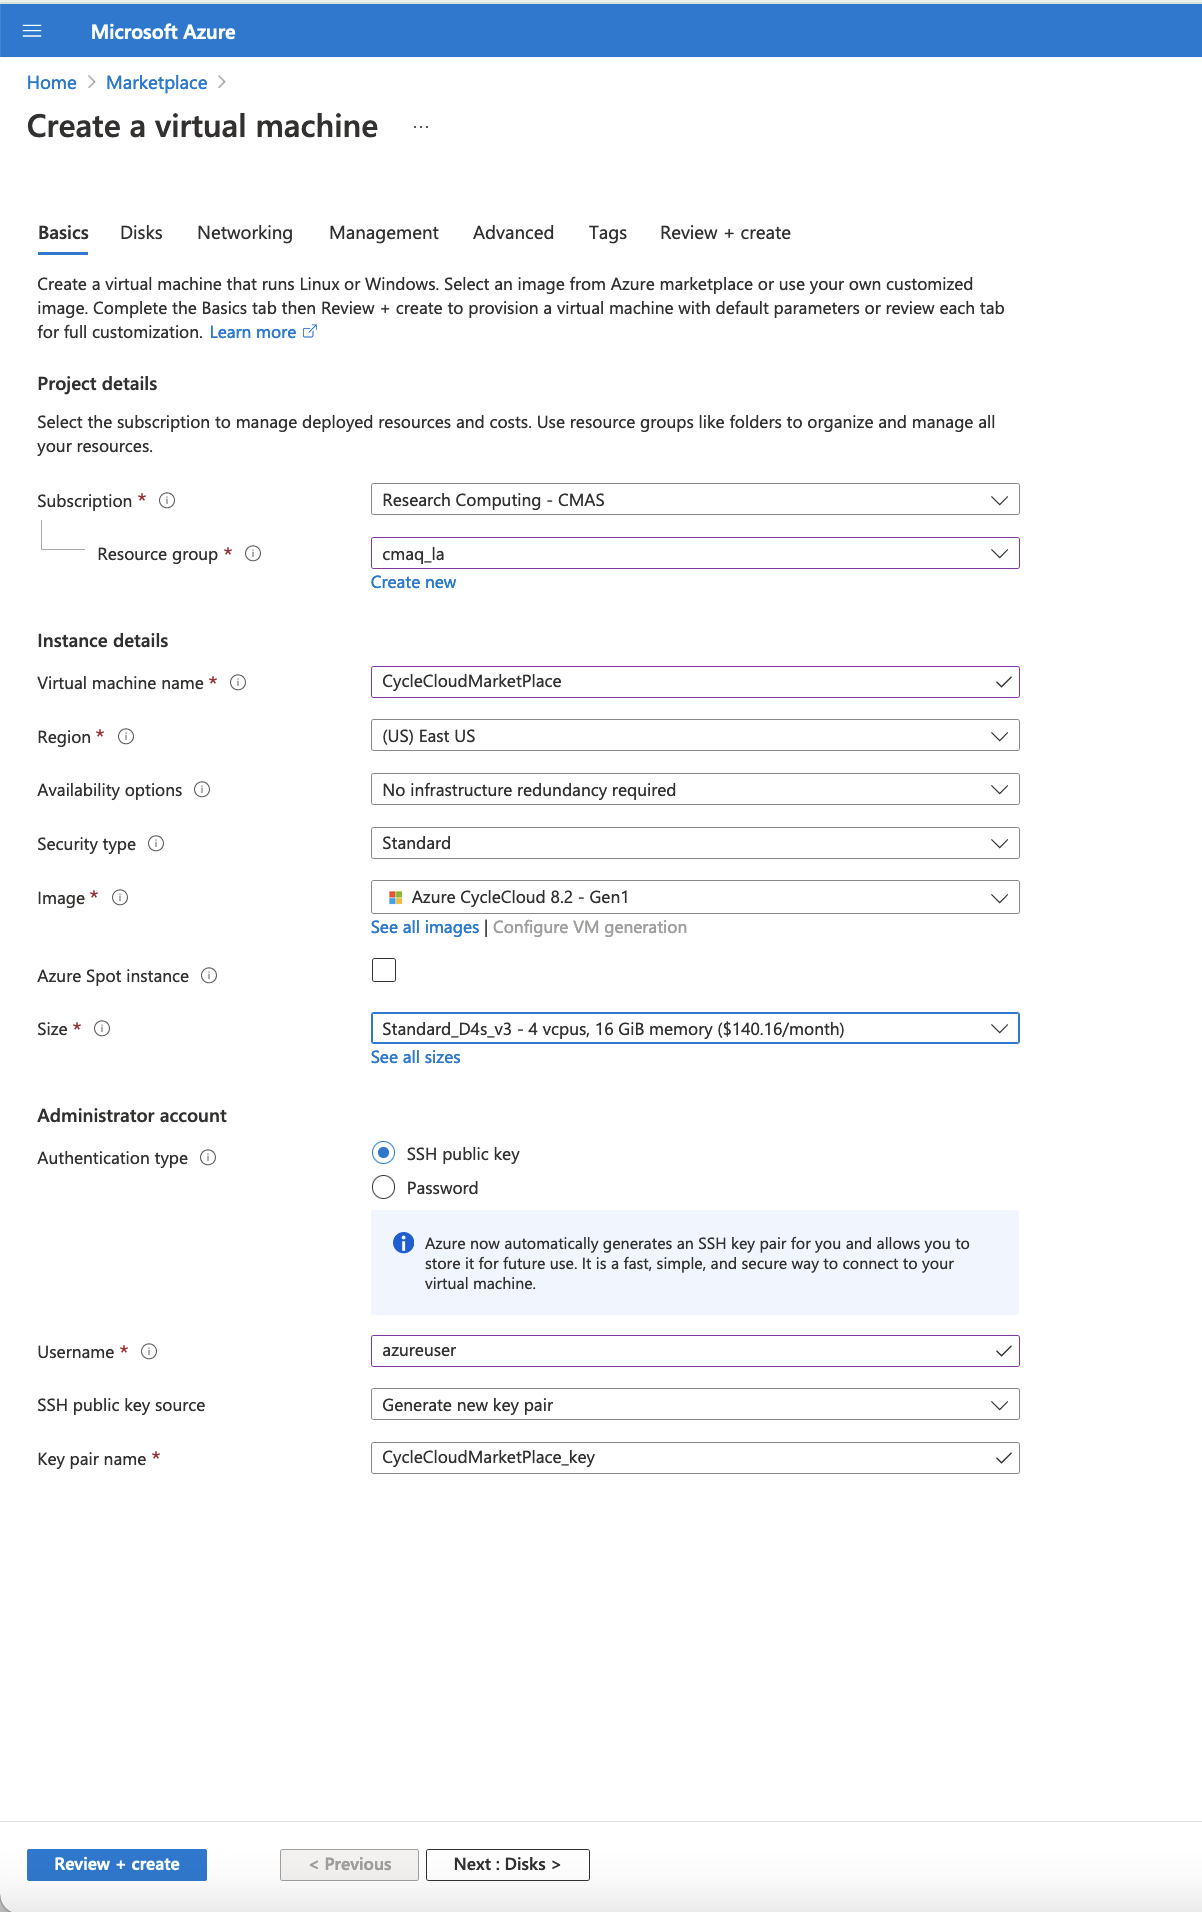 Microsoft Azure
Home > Marketplace >
Create a virtual machine ...
Basics Disks Networking Management Advanced Tags Review + create
Create a virtual machine that runs Linux or Windows. Select an image from Azure marketplace or use your own customized
image. Complete the Basics tab then Review + create to provision a virtual machine with default parameters or review each tab
for full customization. Learn more
Project details
Select the subscription to manage deployed resources and costs. Use resource groups like folders to organize and manage all
your resources.
Subscription * Research Computing - CMAS
Resource group * cmaq_la
Create new
Instance details
Virtual machine name * CycleCloudMarketPlace
Region * (US) East US
Availability options No infrastructure redundancy required
Security type Standard
Image * Azure CycleCloud 8.2 - Gen1
See all images | Configure VM generation
Azure Spot instance
Size * Standard_D4s_v3 - 4 vcpus, 16 GiB memory ($140.16/month)
See all sizes
Administrator account
Authentication type SSH public key
Password
Azure now automatically generates an SSH key pair for you and allows you to
store it for future use. It is a fast, simple, and secure way to connect to your
virtual machine.
Username * azureuser
SSH public key source Generate new key pair
Key pair name * CycleCloudMarketPlace_key
Review + create < Previous Next : Disks >